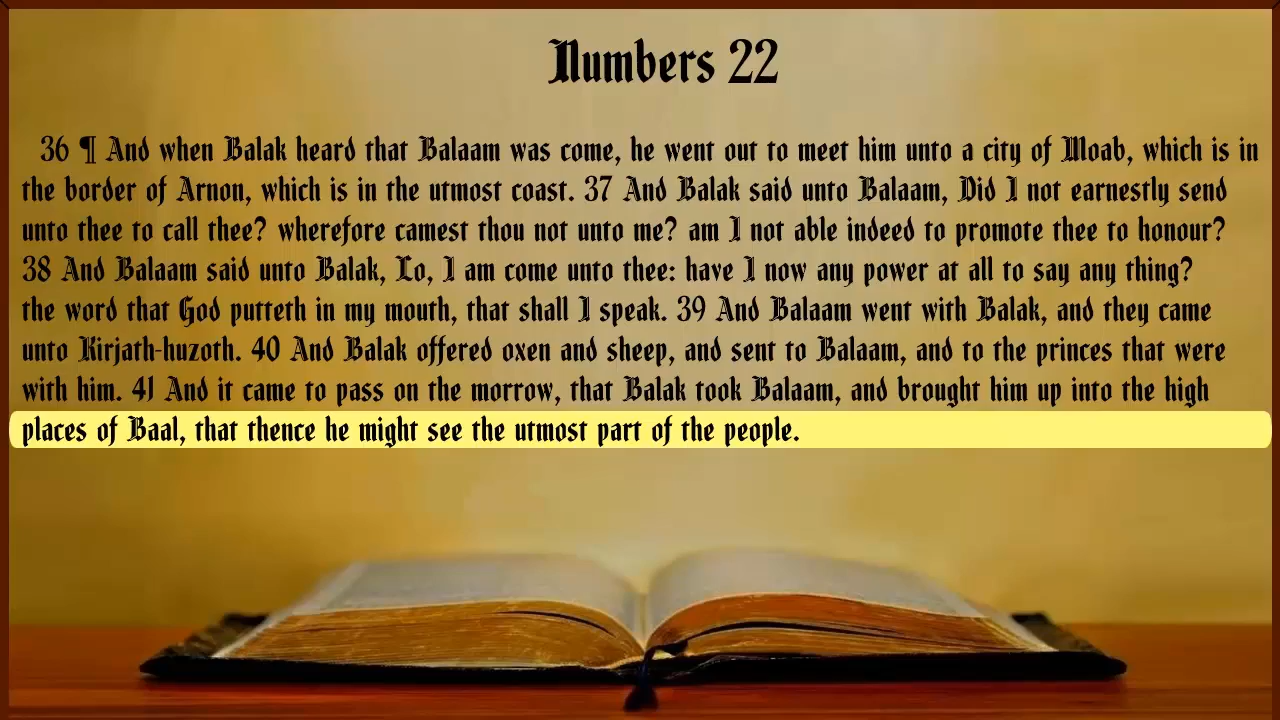 Numbers 22
36 ¶ And when Balak heard that Balaam was come, he went out to meet him unto a city of Moab, which is in
the border of Arnon, which is in the utmost coast. 37 And Balak said unto Balaam, Did I not earnestly send
unto thee to call thee? wherefore camest thou not unto me? am I not able indeed to promote thee to honour?
38 And Balaam said unto Balak, Lo, I am come unto thee: have I now any power at all to say any thing?
the word that God putteth in my mouth, that shall I speak. 39 And Balaam went with Balak, and they came
unto Kirjath-huzoth. 40 And Balak offered oxen and sheep, and sent to Balaam, and to the princes that were
with him. 41 And it came to pass on the morrow, that Balak took Balaam, and brought him up into the high
places of Baal, that thence he might see the utmost part of the people.